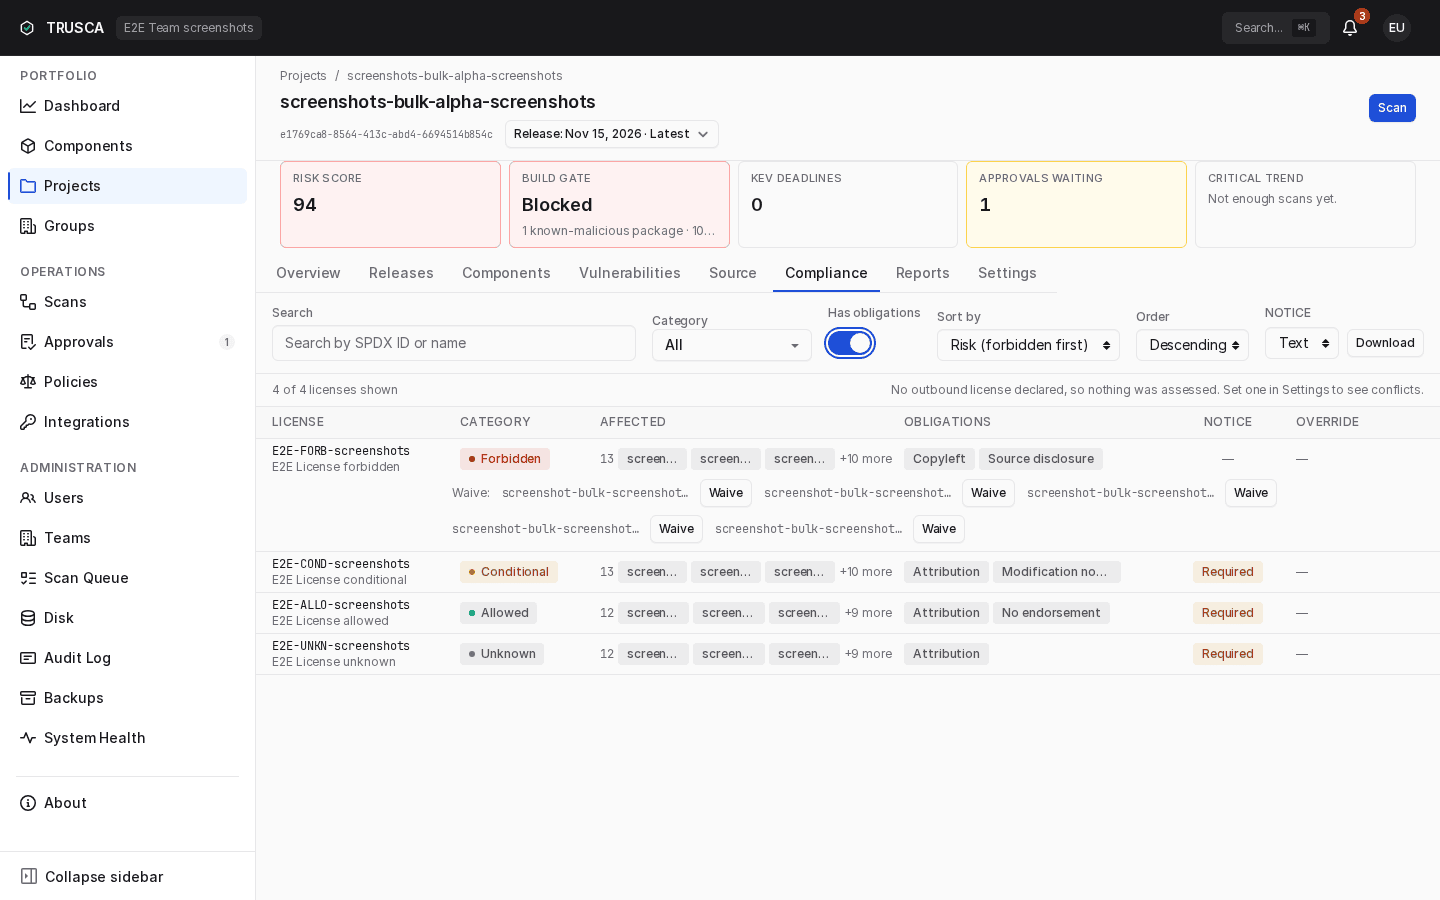 TRUSCA
E2E Team screenshots
Search...
⌘K
3
EU
PORTFOLIO
Dashboard
Components
Projects
Groups
OPERATIONS
Scans
Approvals
1
Policies
Integrations
ADMINISTRATION
Users
Teams
Scan Queue
Disk
Audit Log
Backups
System Health
About
Collapse sidebar
Projects / screenshots-bulk-alpha-screenshots
screenshots-bulk-alpha-screenshots
e1769ca8-8564-413c-abd4-6694514b854c
Release: Nov 15, 2026 · Latest
Scan
RISK SCORE
94
BUILD GATE
Blocked
1 known-malicious package · 10…
KEV DEADLINES
0
APPROVALS WAITING
1
CRITICAL TREND
Not enough scans yet.
Overview Releases Components Vulnerabilities Source Compliance Reports Settings
Search
Search by SPDX ID or name
Category
All
Has obligations
Sort by
Risk (forbidden first)
Order
Descending
NOTICE
Text
Download
4 of 4 licenses shown
No outbound license declared, so nothing was assessed. Set one in Settings to see conflicts.
LICENSE CATEGORY AFFECTED OBLIGATIONS NOTICE OVERRIDE
E2E-FORB-screenshots
E2E License forbidden
Forbidden
13 screen… screen… screen… +10 more
Copyleft Source disclosure
— —
Waive: screenshot-bulk-screenshot… Waive screenshot-bulk-screenshot… Waive screenshot-bulk-screenshot… Waive
screenshot-bulk-screenshot… Waive screenshot-bulk-screenshot… Waive
E2E-COND-screenshots
E2E License conditional
Conditional
13 screen… screen… screen… +10 more
Attribution Modification no…
Required —
E2E-ALLO-screenshots
E2E License allowed
Allowed
12 screen… screen… screen… +9 more
Attribution No endorsement
Required —
E2E-UNKN-screenshots
E2E License unknown
Unknown
12 screen… screen… screen… +9 more
Attribution
Required —